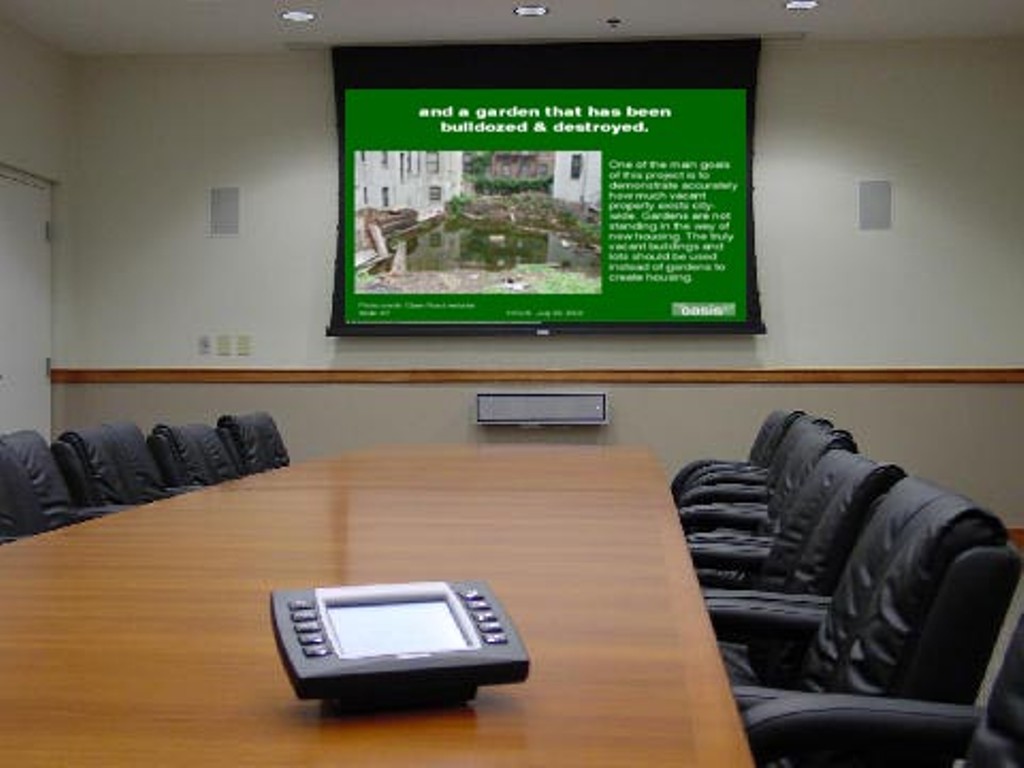 and a garden that has been
bulldozed & destroyed.
One of the main goals
of this project is to
demonstrate accurately
how much vacant
property exists city-
wide. Gardens are not
standing in the way of
new housing. The truly
vacant buildings and
lots should be used
instead of gardens to
create housing.
oasis